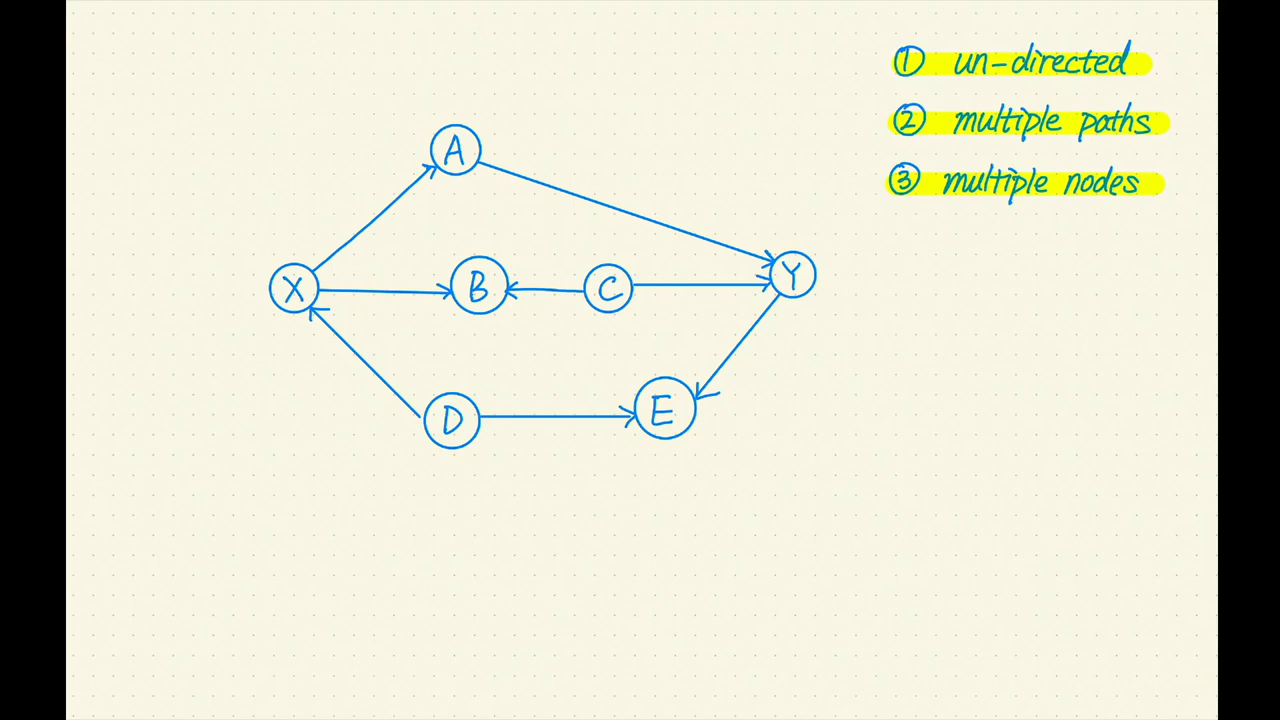 ① un-directed
② multiple paths
③ multiple nodes
A
X
B
C
Y
D
E